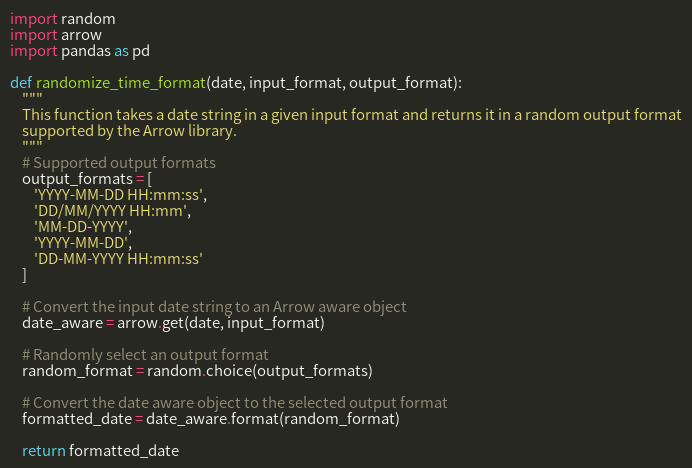 import random
import arrow
import pandas as pd

def randomize_time_format(date, input_format, output_format):
    """
    This function takes a date string in a given input format and returns it in a random output format
    supported by the Arrow library.
    """
    # Supported output formats
    output_formats = [
        'YYYY-MM-DD HH:mm:ss',
        'DD/MM/YYYY HH:mm',
        'MM-DD-YYYY',
        'YYYY-MM-DD',
        'DD-MM-YYYY HH:mm:ss'
    ]

    # Convert the input date string to an Arrow aware object
    date_aware = arrow.get(date, input_format)

    # Randomly select an output format
    random_format = random.choice(output_formats)

    # Convert the date aware object to the selected output format
    formatted_date = date_aware.format(random_format)

    return formatted_date